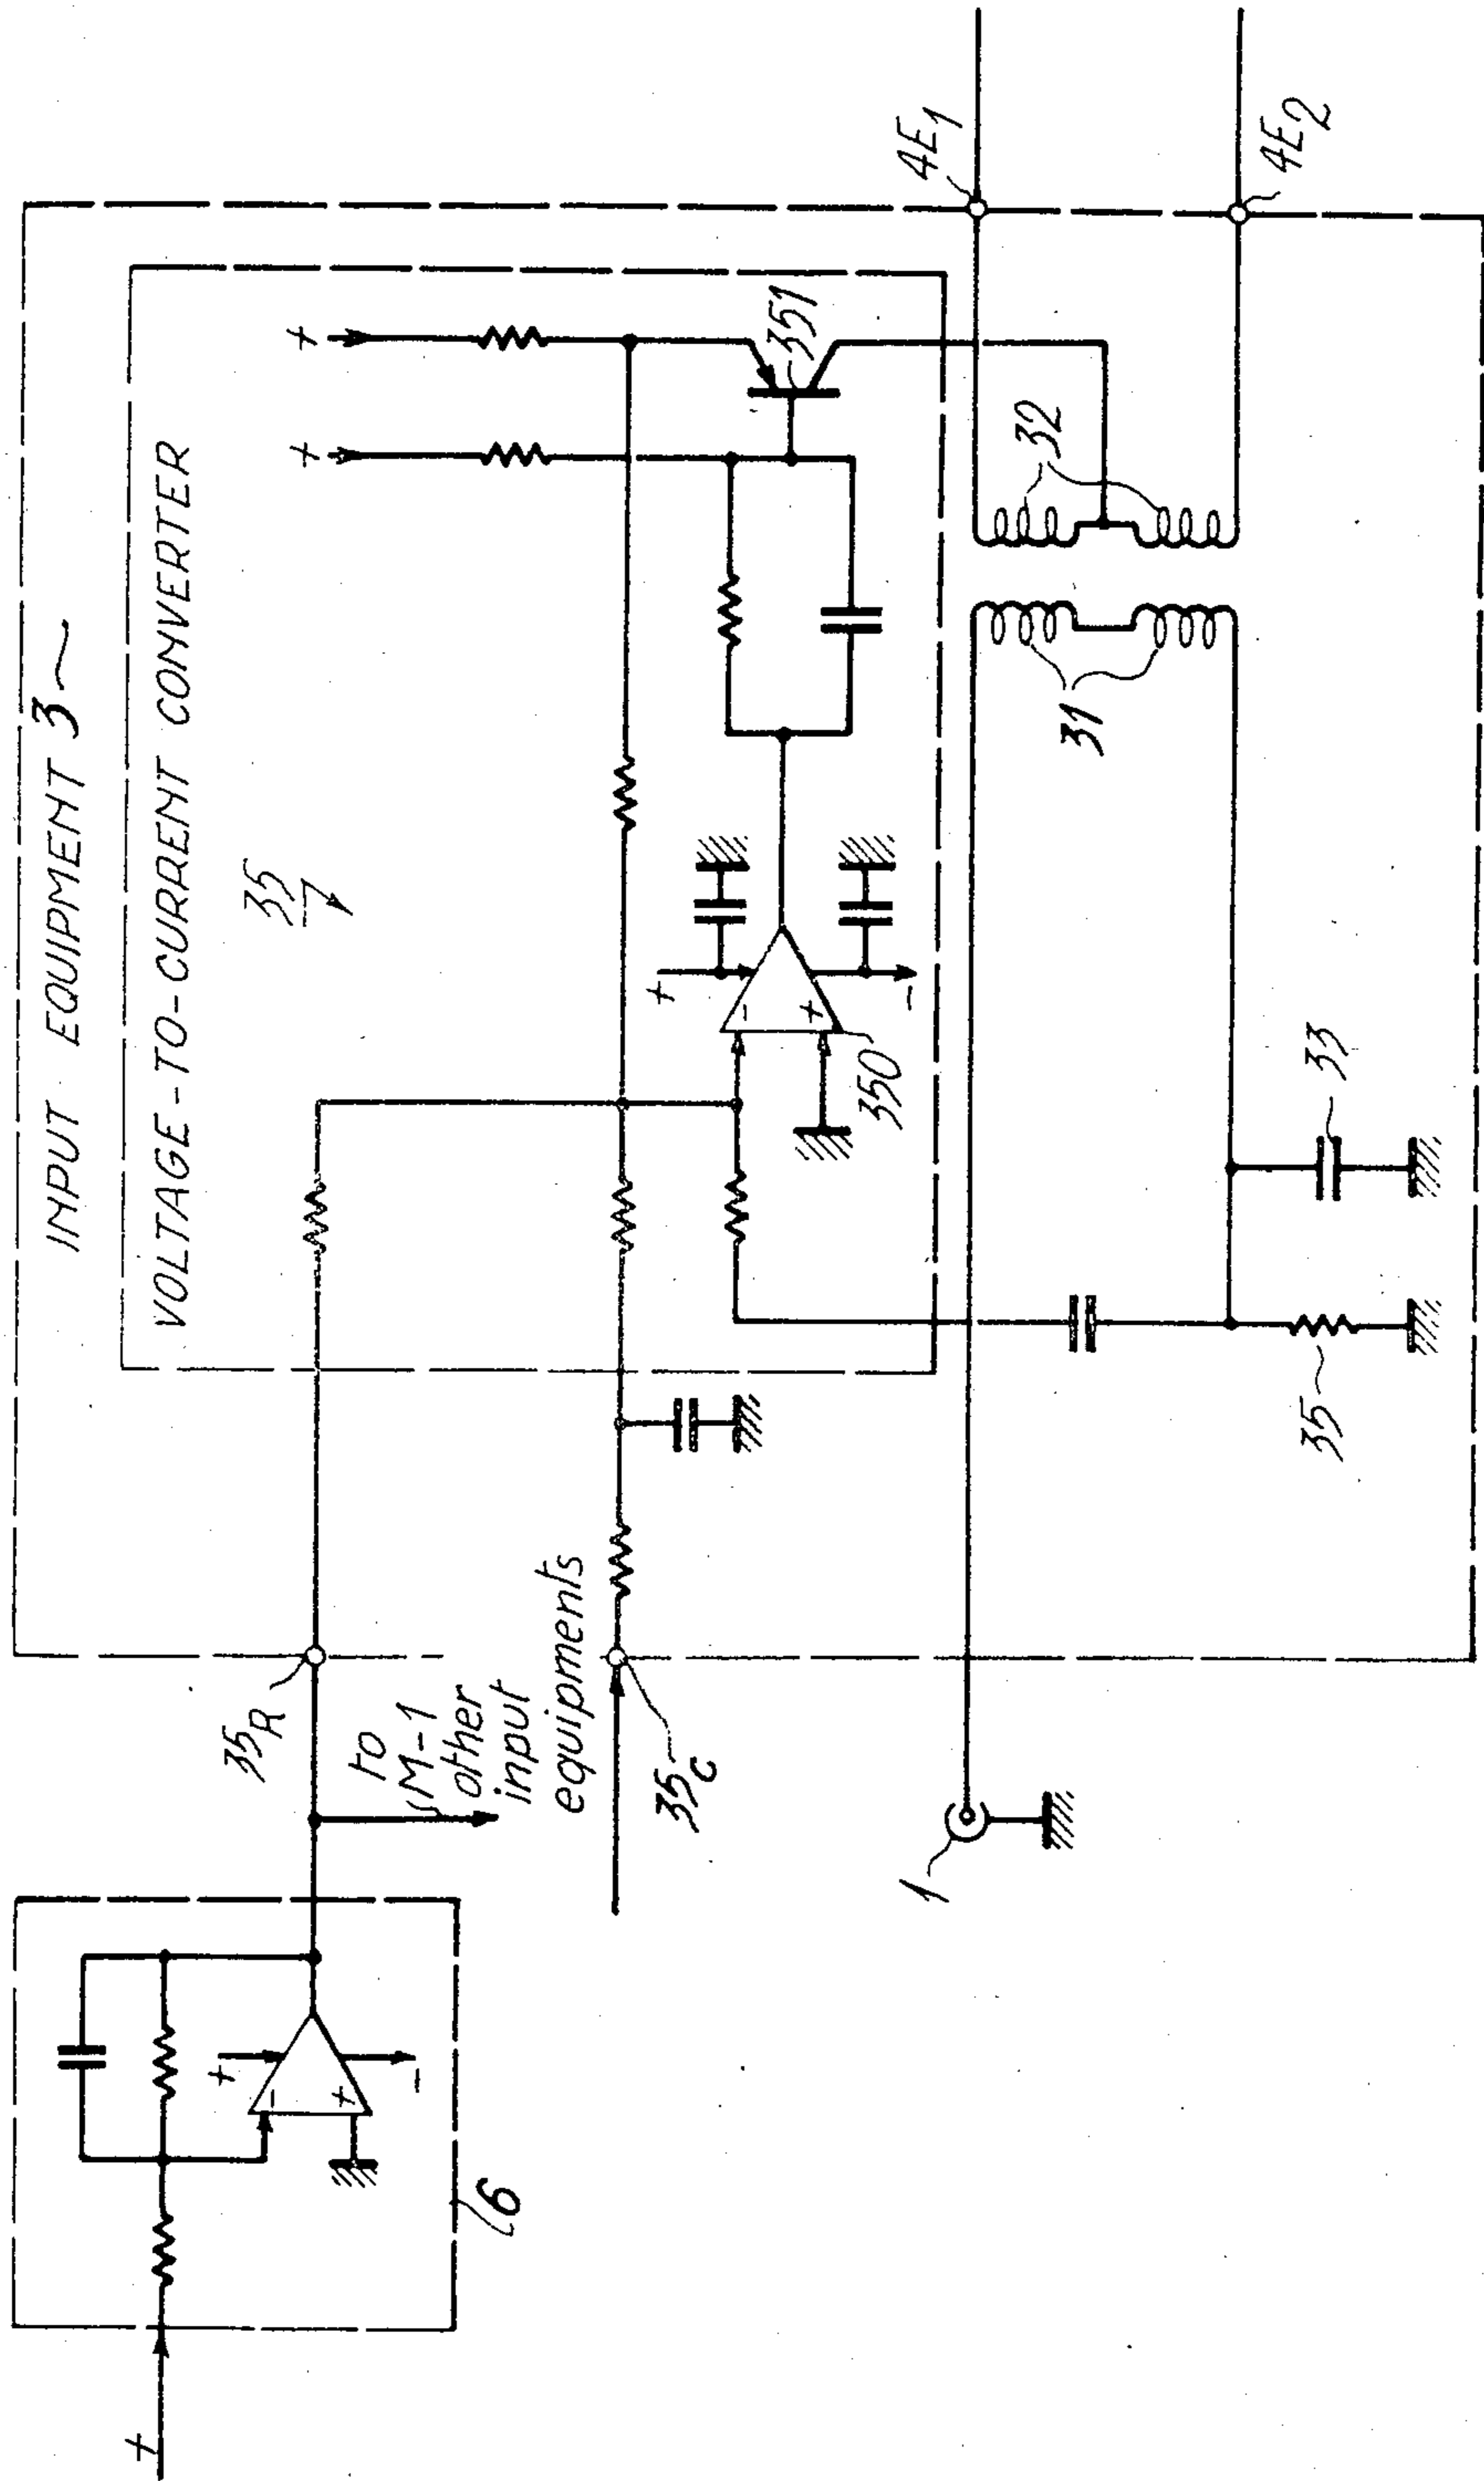 INPUT EQUIPMENT 3
VOLTAGE-TO-CURRENT CONVERTER
35
+
+
351
+
-
+
-
350
35R
to
M-1
other
input
equipments
35C
+
+
-
+
-
6
1
31
32
33
35
4E1
4E2